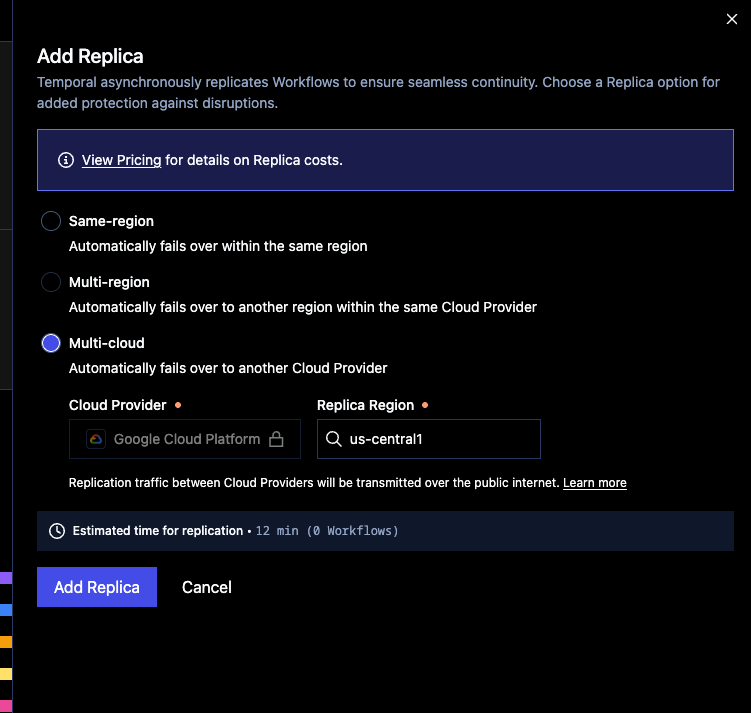 Add Replica
Temporal asynchronously replicates Workflows to ensure seamless continuity. Choose a Replica option for
added protection against disruptions.
View Pricing for details on Replica costs.
Same-region
Automatically fails over within the same region
Multi-region
Automatically fails over to another region within the same Cloud Provider
Multi-cloud
Automatically fails over to another Cloud Provider
Cloud Provider • Replica Region •
Google Cloud Platform us-central1
Replication traffic between Cloud Providers will be transmitted over the public internet. Learn more
Estimated time for replication • 12 min (0 Workflows)
Add Replica Cancel